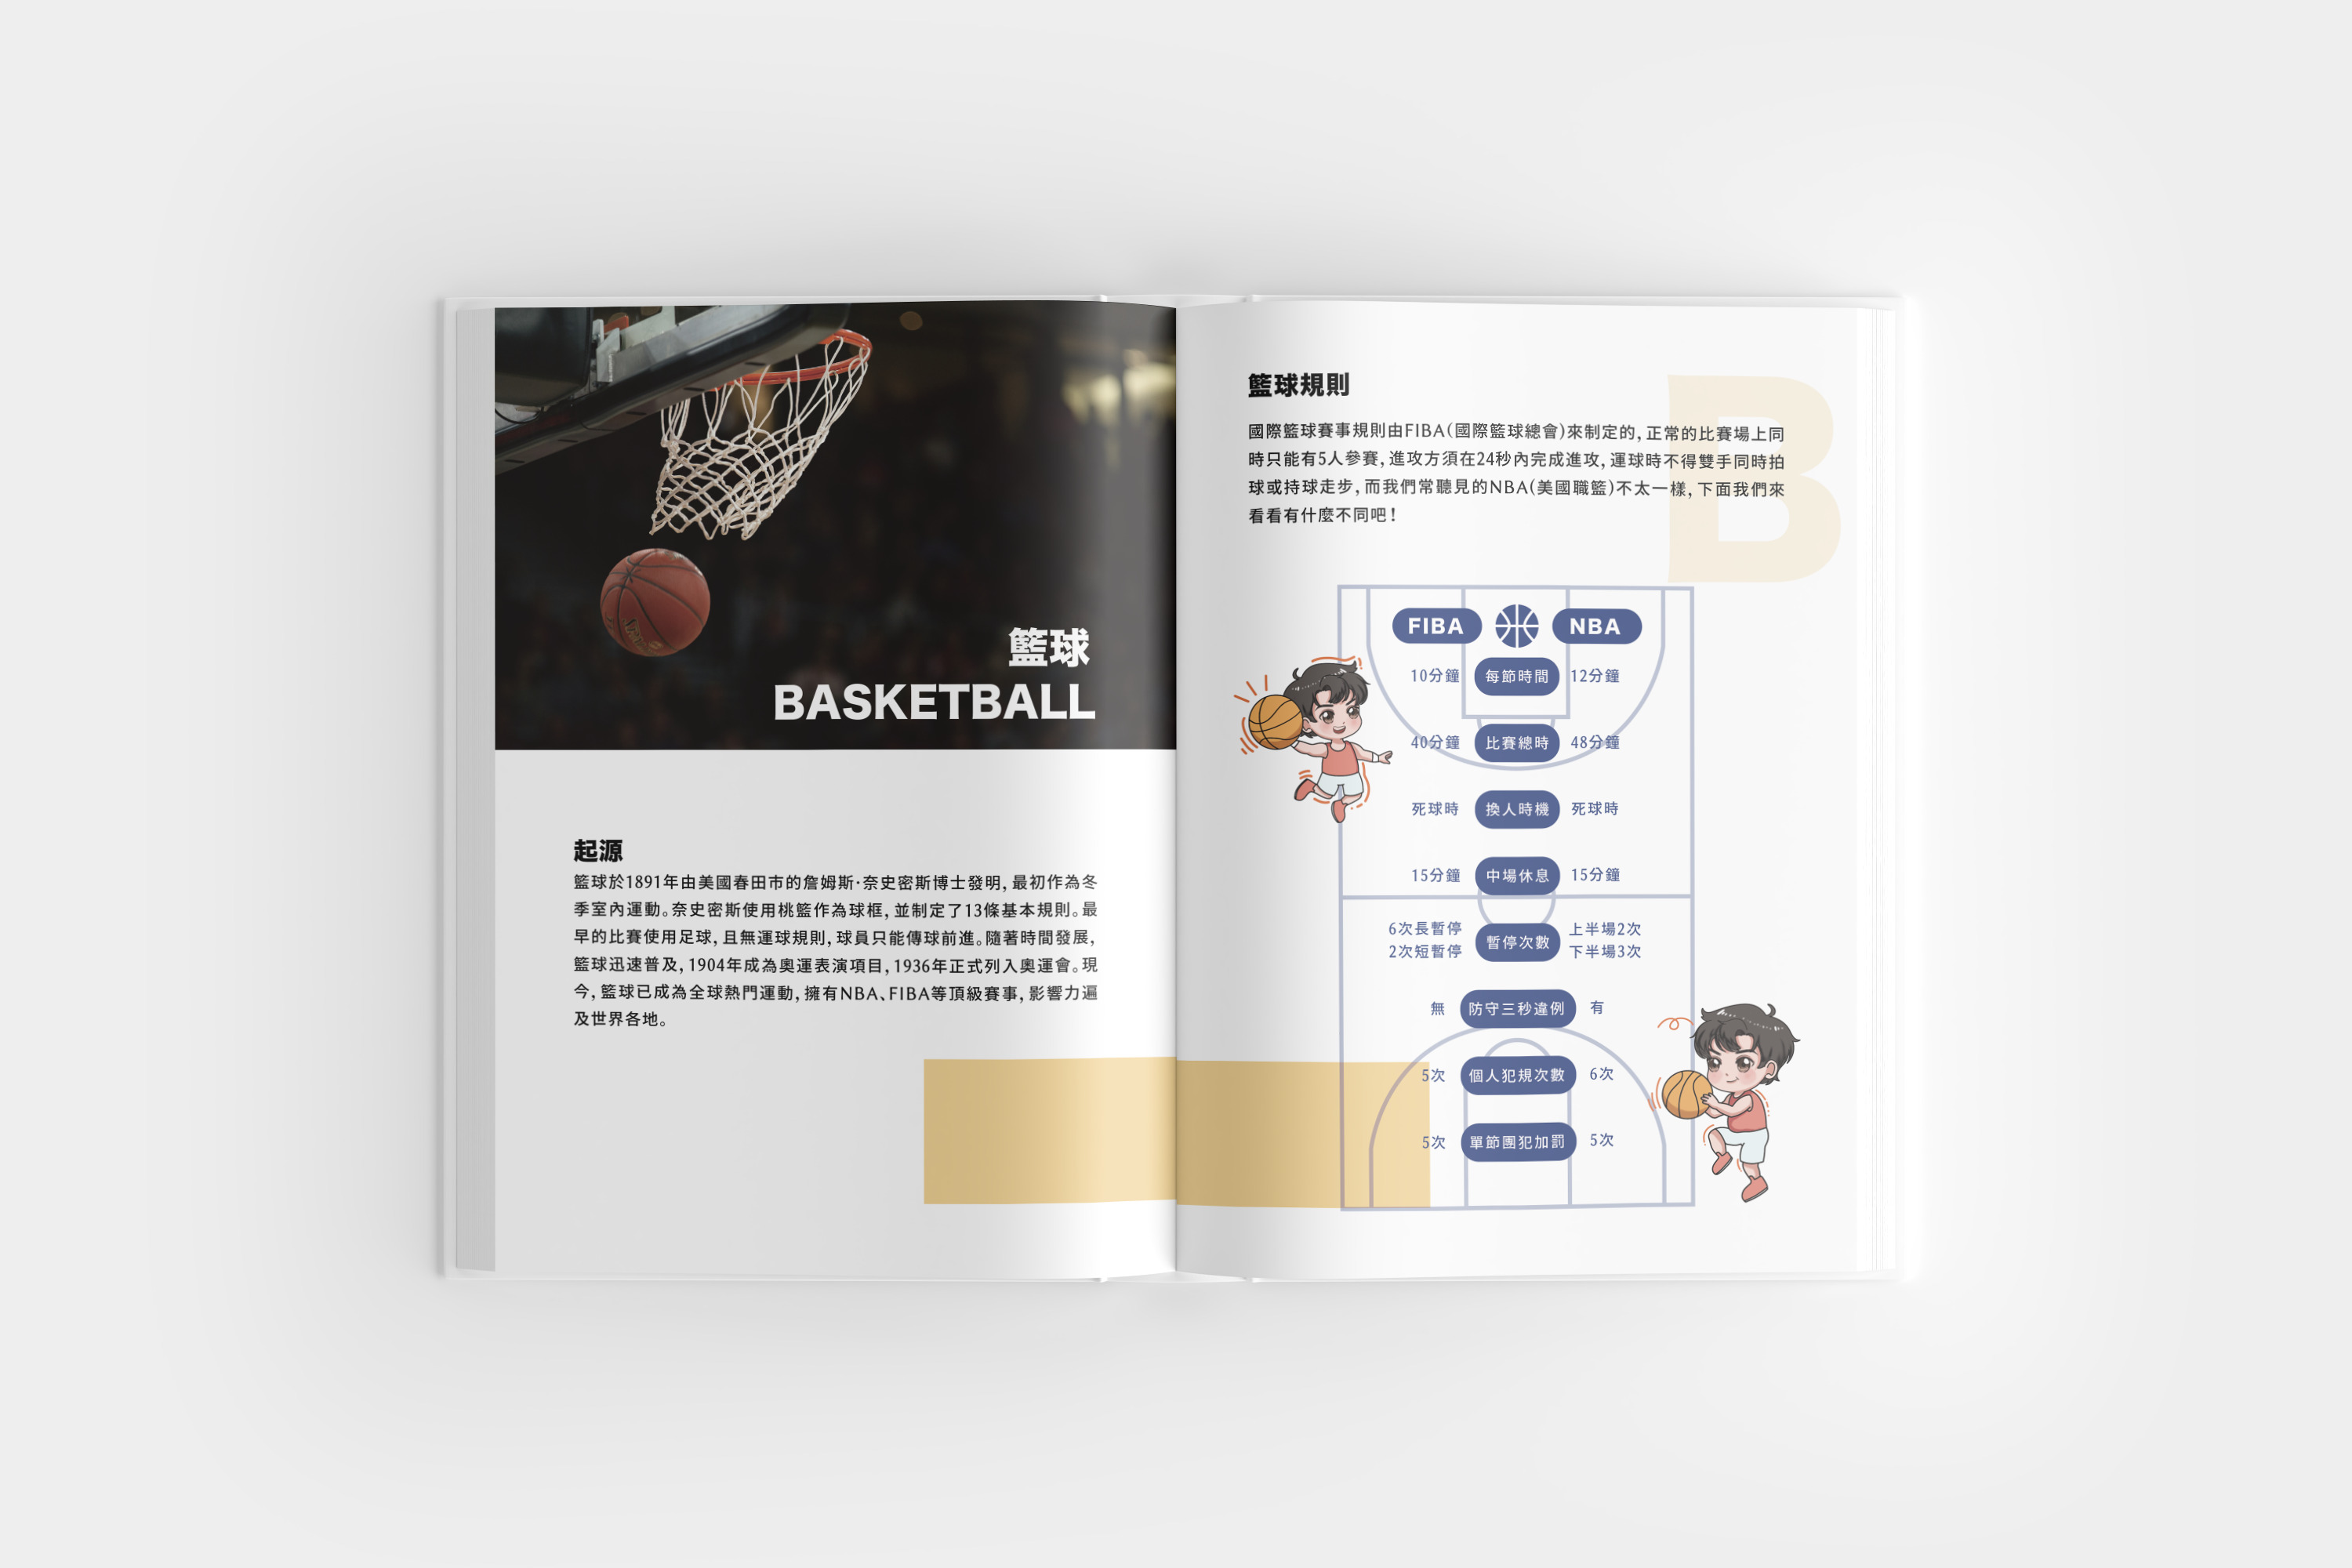 籃球
BASKETBALL
起源
籃球於1891年由美國春田市的詹姆斯·奈史密斯博士發明,最初作為冬
季室內運動。奈史密斯使用桃籃作為球框,並制定了13條基本規則。最
早的比賽使用足球,且無運球規則,球員只能傳球前進。隨著時間發展,
籃球迅速普及,1904年成為奧運表演項目,1936年正式列入奧運會。現
今,籃球已成為全球熱門運動,擁有NBA、FIBA等頂級賽事,影響力遍
及世界各地。
籃球規則
B
國際籃球賽事規則由FIBA(國際籃球總會)來制定的,正常的比賽場上同
時只能有5人參賽,進攻方須在24秒內完成進攻,運球時不得雙手同時拍
球或持球走步,而我們常聽見的NBA(美國職籃)不太一樣,下面我們來
看看有什麼不同吧!
FIBA NBA
10分鐘 每節時間 12分鐘
40分鐘 比賽總時 48分鐘
死球時 換人時機 死球時
15分鐘 中場休息 15分鐘
6次長暫停 上半場2次
暫停次數
2次短暫停 下半場3次
無 防守三秒違例 有
5次 個人犯規次數 6次
5次 單節團犯加罰 5次